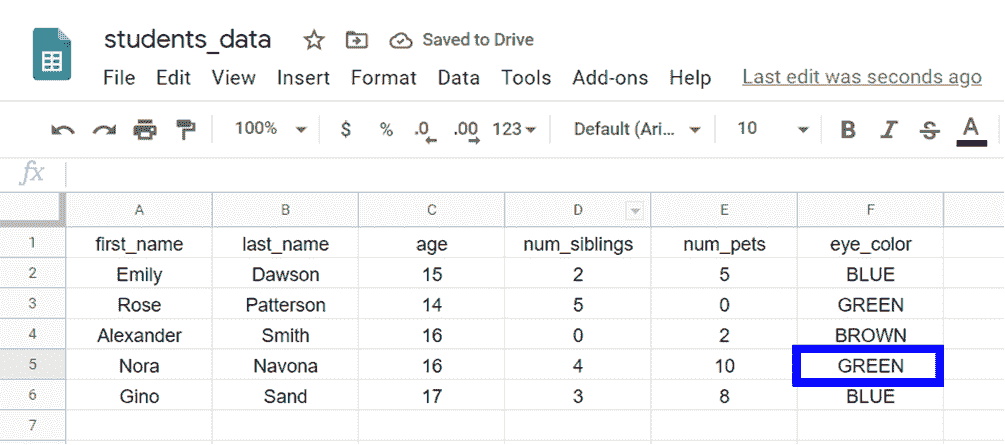 students_data Saved to Drive
File Edit View Insert Format Data Tools Add-ons Help Last edit was seconds ago
100% $ % .0 .00 123 Default (Ari... 10 B I S A
fx
A B C D E F
1 first_name last_name age num_siblings num_pets eye_color
2 Emily Dawson 15 2 5 BLUE
3 Rose Patterson 14 5 0 GREEN
4 Alexander Smith 16 0 2 BROWN
5 Nora Navona 16 4 10 GREEN
6 Gino Sand 17 3 8 BLUE
7